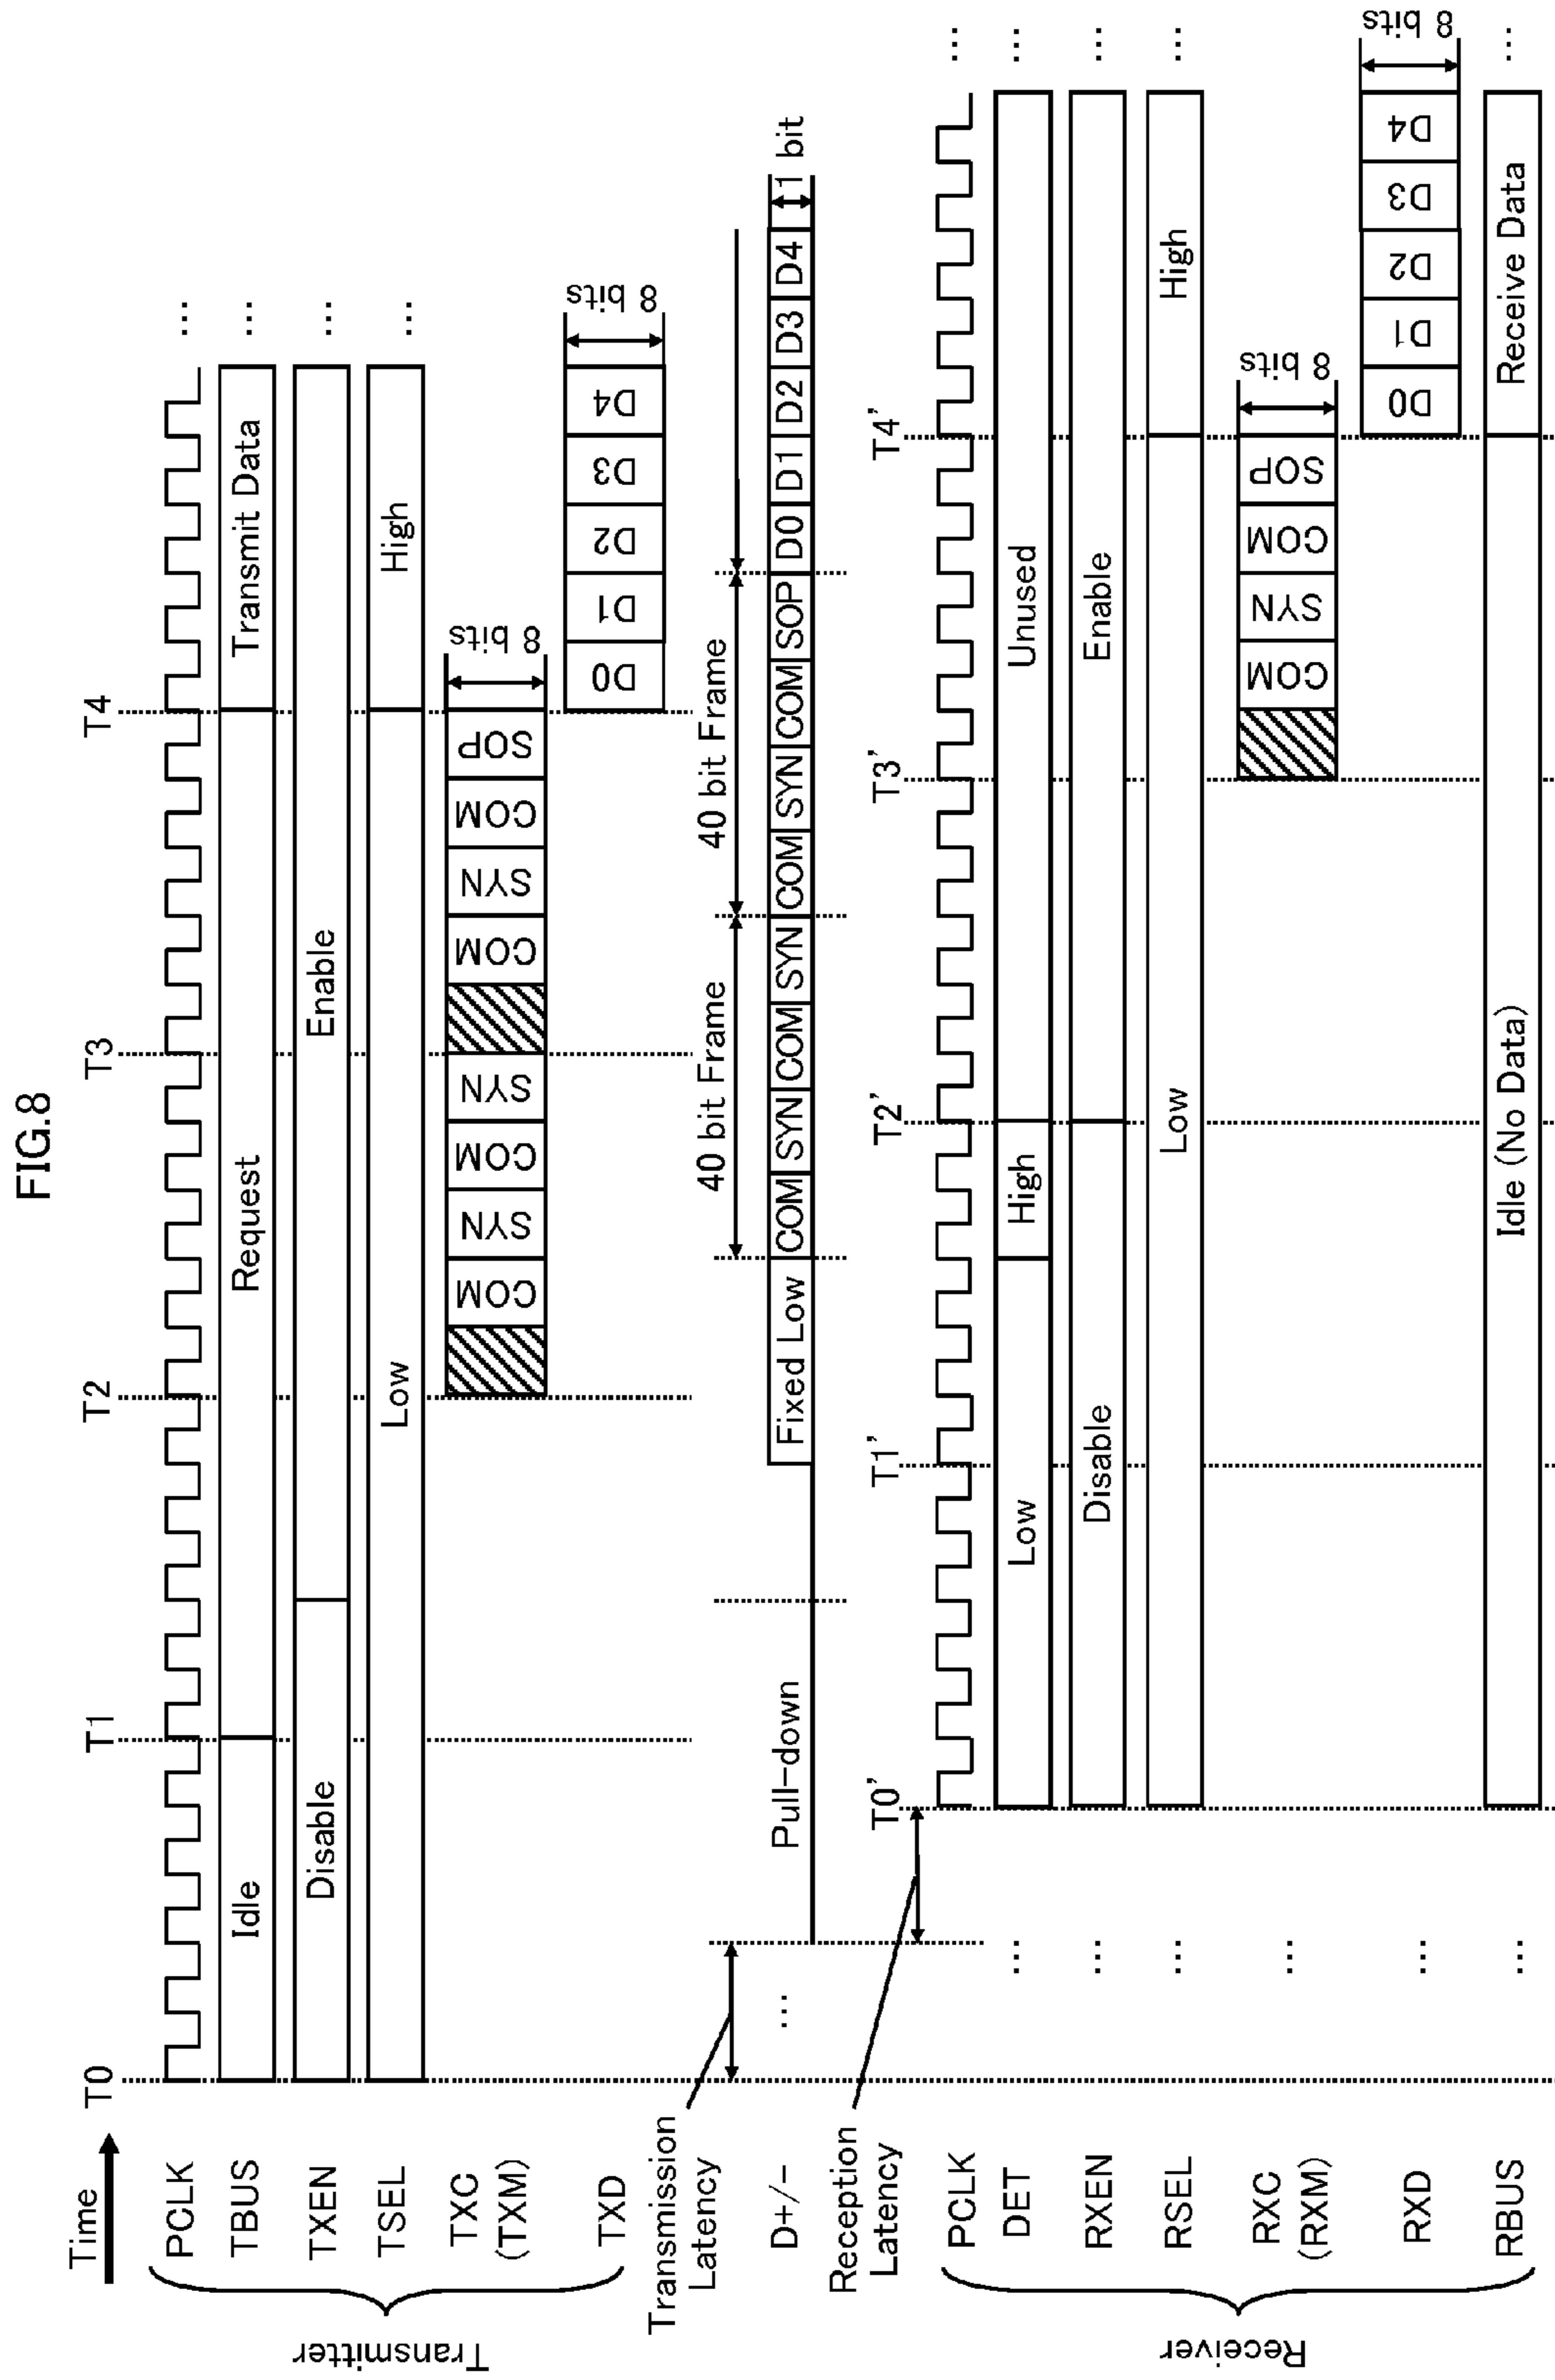 FIG.8
Time
T0
T1
T2
T3
T4
Transmitter
PCLK
...
TBUS
Idle
Request
Transmit Data
...
TXEN
Disable
Enable
...
TSEL
Low
High
...
TXC
(TXM)
COM
SYN
COM
SYN
COM
SYN
COM
SOP
8 bits
TXD
D0
D1
D2
D3
D4
8 bits
Transmission
Latency
40 bit Frame
40 bit Frame
D+/-
...
Pull-down
Fixed Low
COM
SYN
COM
SYN
COM
SYN
COM
SOP
D0
D1
D2
D3
D4
1 bit
Reception
Latency
T0'
T1'
T2'
T3'
T4'
Receiver
PCLK
...
DET
...
Low
High
Unused
...
RXEN
...
Disable
Enable
...
RSEL
...
Low
High
...
RXC
(RXM)
...
COM
SYN
COM
SOP
8 bits
RXD
...
D0
D1
D2
D3
D4
8 bits
RBUS
...
Idle (No Data)
Receive Data
...